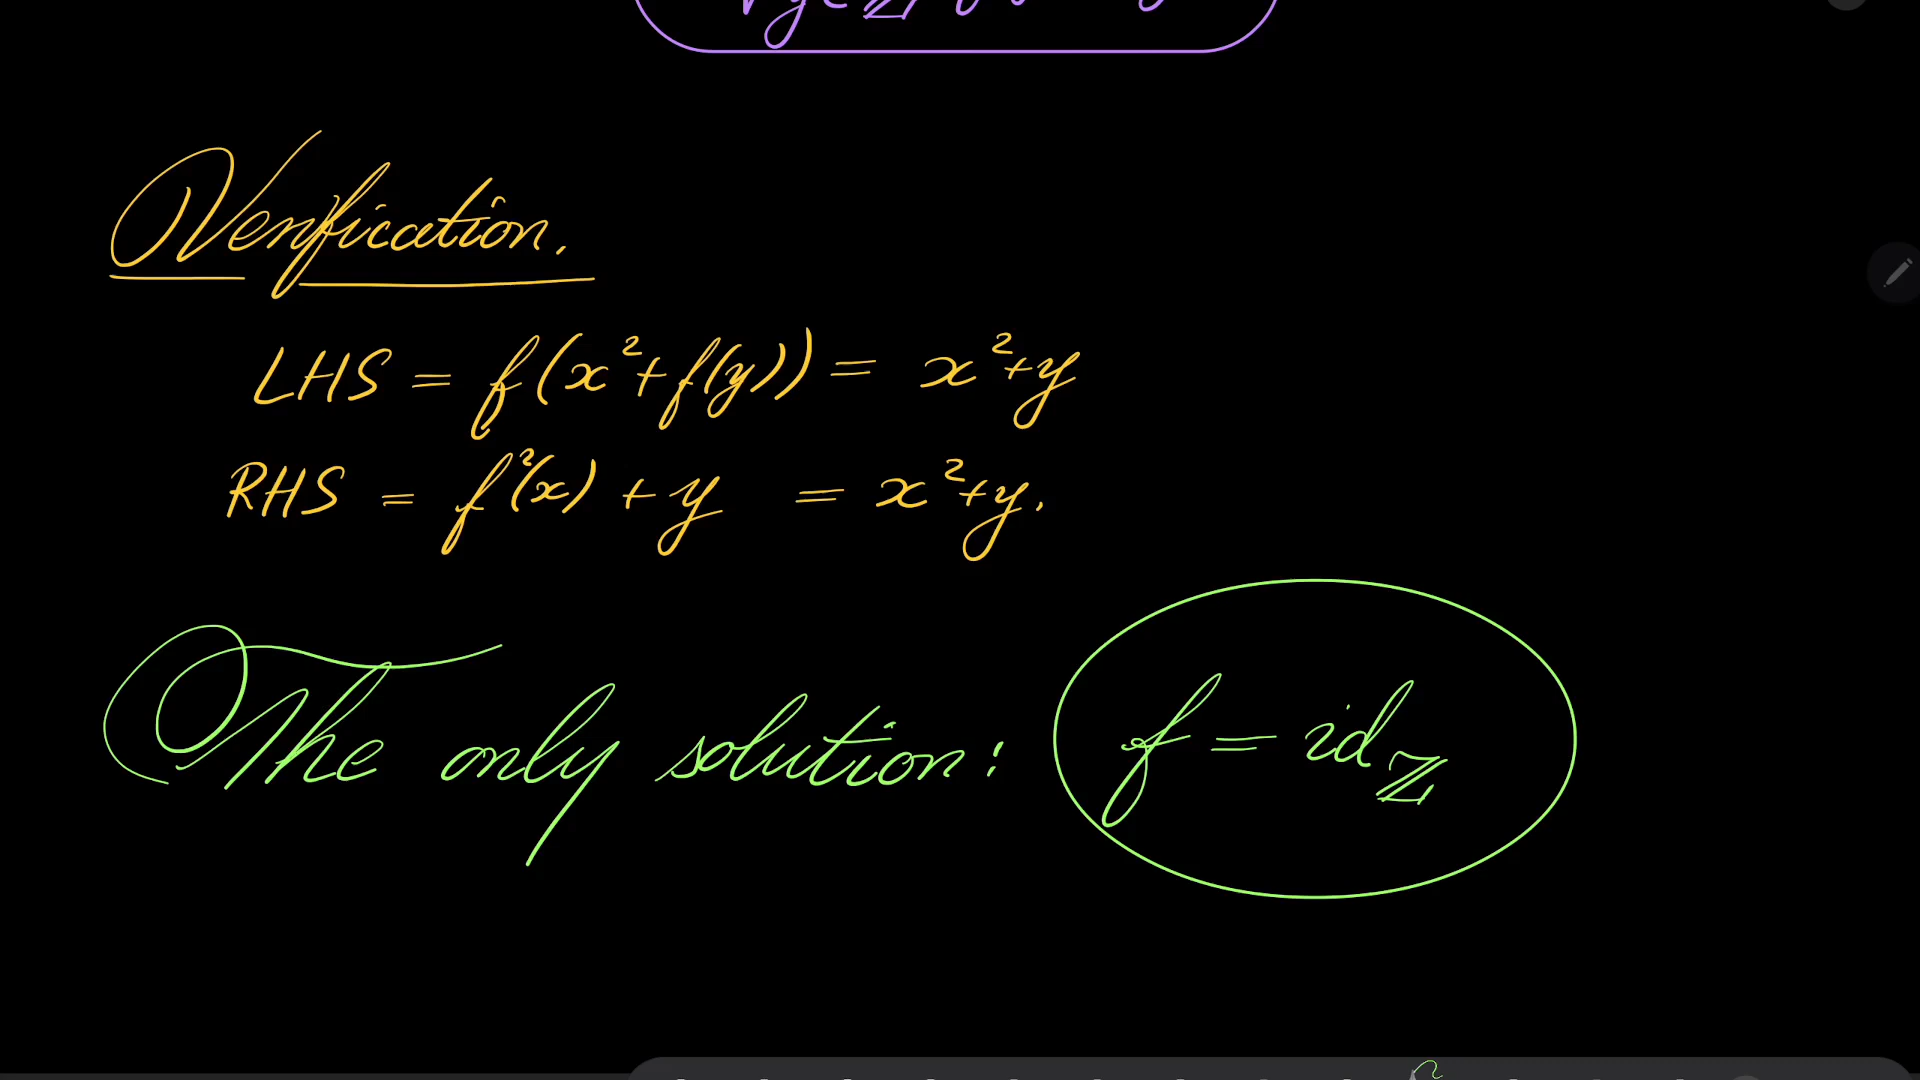 Verification.
LHS = f(x²+f(y)) = x²+y
RHS = f²(x) + y = x²+y.
The only solution: f = id_ℤ